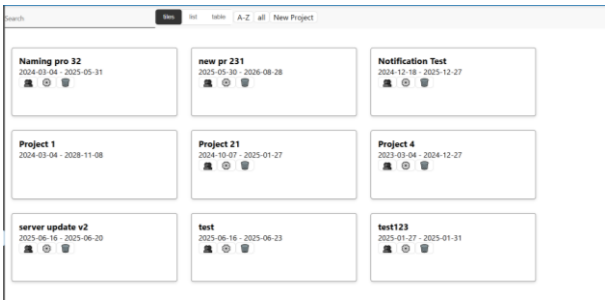 Search
tiles list table A-Z all New Project
Naming pro 32
2024-03-04 - 2025-05-31
new pr 231
2025-05-30 - 2026-08-28
Notification Test
2024-12-18 - 2025-12-27
Project 1
2024-03-04 - 2028-11-08
Project 21
2024-10-07 - 2025-01-27
Project 4
2023-03-04 - 2024-12-27
server update v2
2025-06-16 - 2025-06-20
test
2025-06-16 - 2025-06-23
test123
2025-01-27 - 2025-01-31